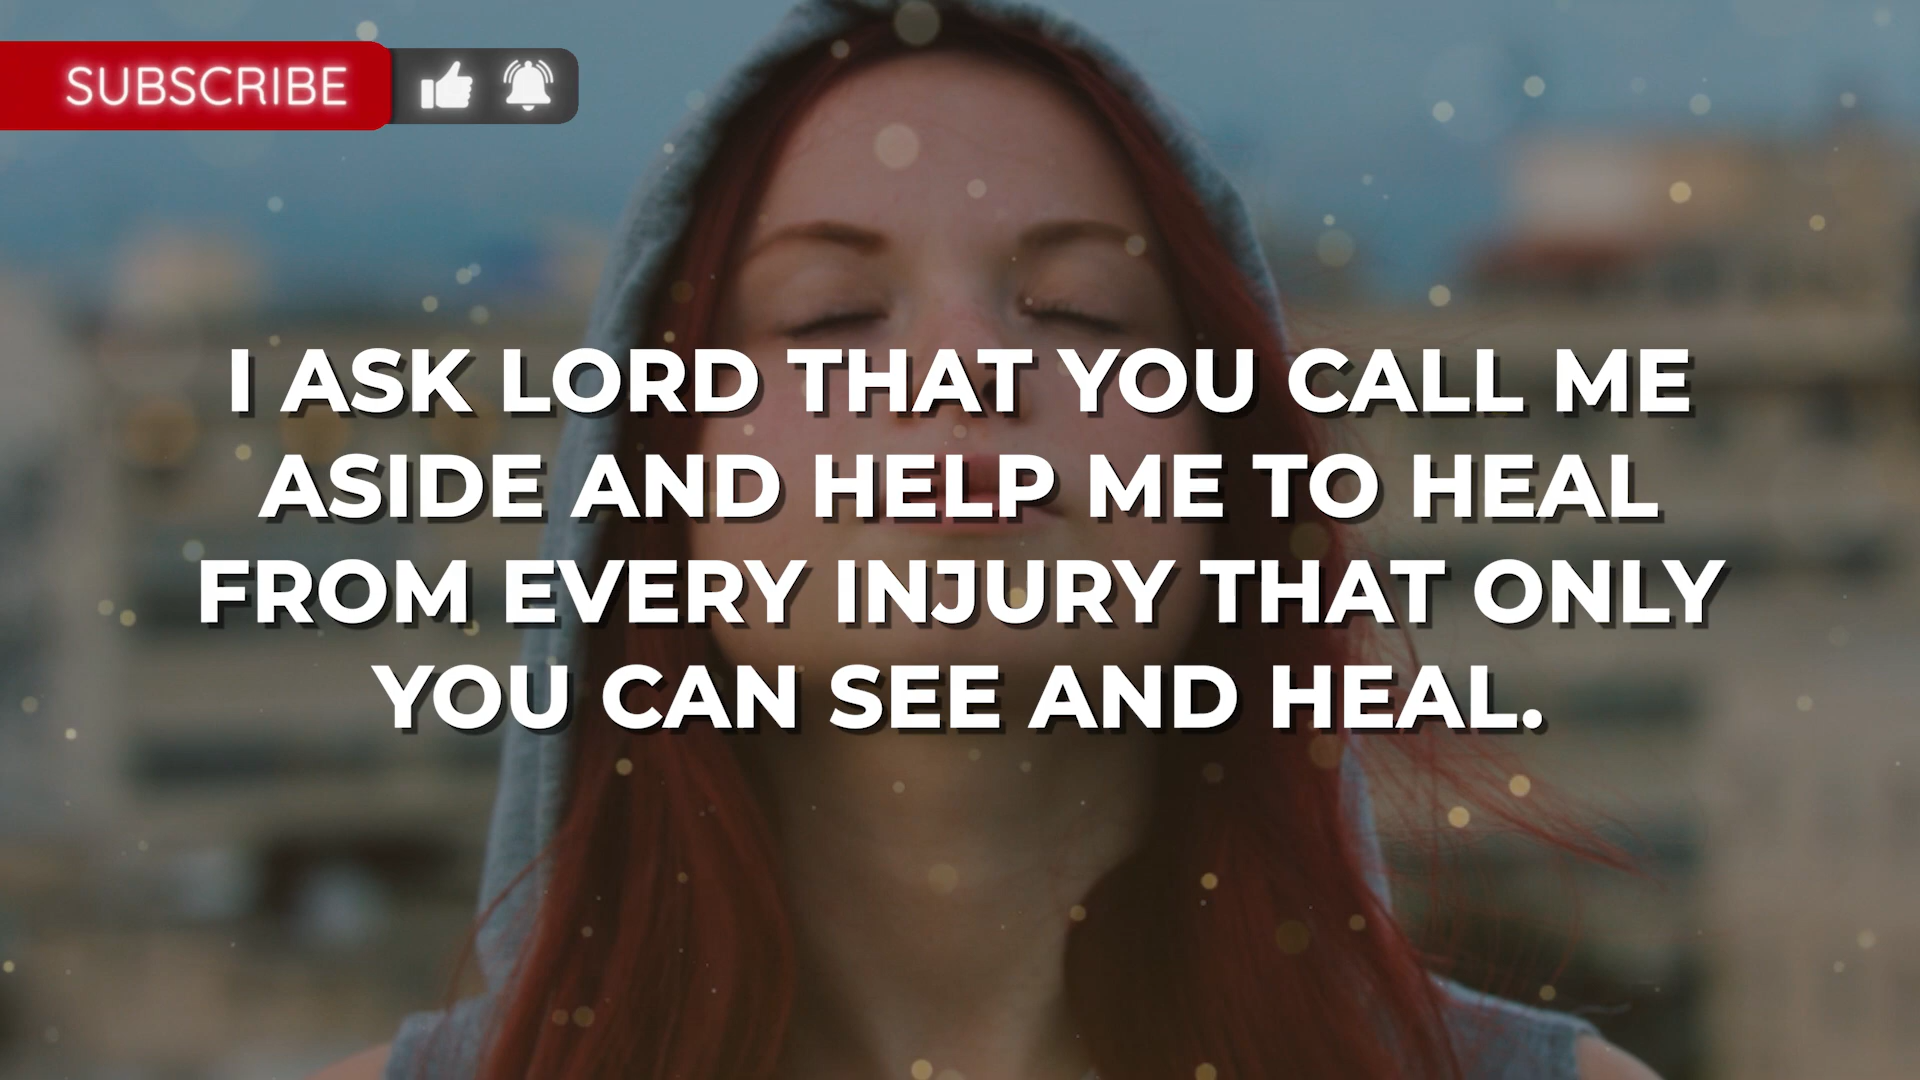 SUBSCRIBE
I ASK LORD THAT YOU CALL ME
ASIDE AND HELP ME TO HEAL
FROM EVERY INJURY THAT ONLY
YOU CAN SEE AND HEAL.